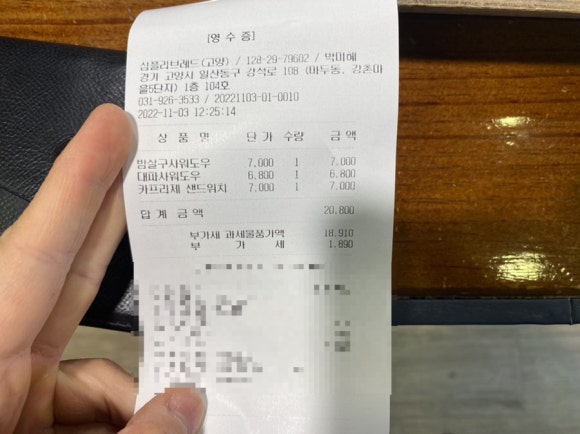 [영 수 증]
심플리브레드(고양) / 128-29-79602 / 박미혜
경기 고양시 일산동구 강석로 108 (마두동, 강촌마
을5단지) 1층 104호
031-926-3533 / 20221103-01-0010
2022-11-03 12:25:14
상 품 명 단 가 수량 금 액
밤살구사워도우 7,000 1 7,000
대파사워도우 6,800 1 6,800
카프리제 샌드위치 7,000 1 7,000
합 계 금 액 20,800
부가세 과세물품가액 18,910
부 가 세 1,890